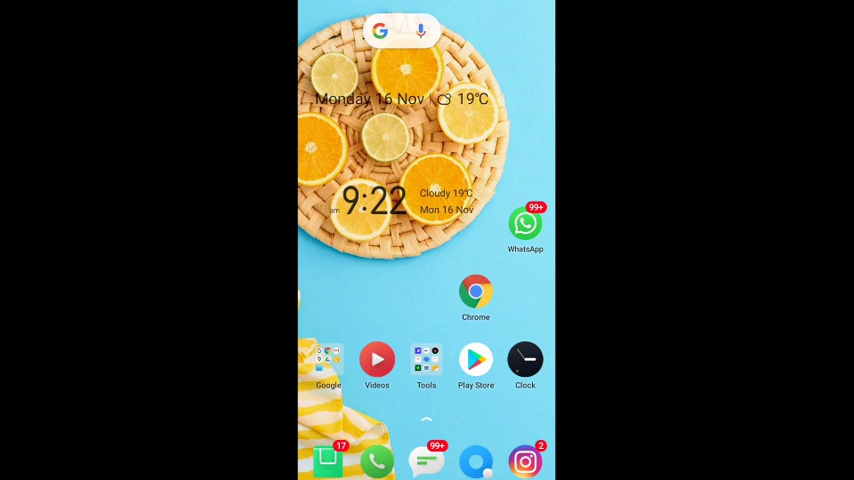 Monday 16 Nov | 19°C
am 9:22
Cloudy 19°C
Mon 16 Nov
99+
WhatsApp
Chrome
Google
Videos
Tools
Play Store
Clock
17
99+
2